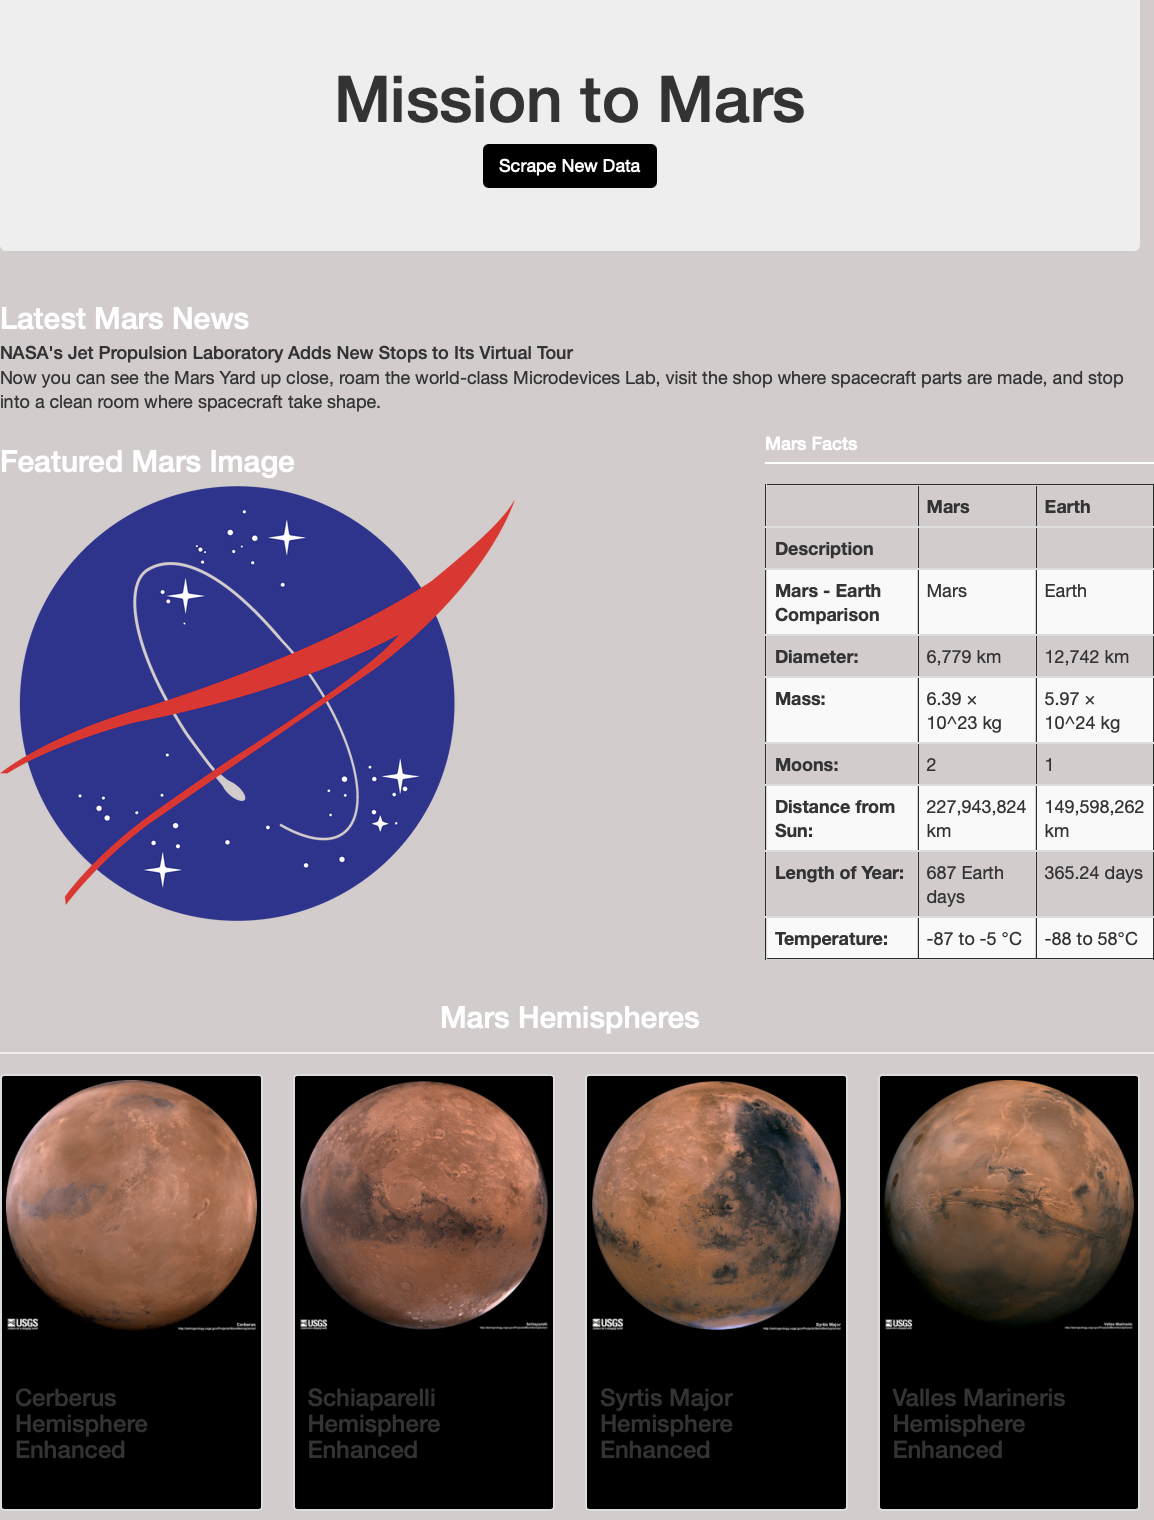 Mission to Mars
Scrape New Data
Latest Mars News
NASA's Jet Propulsion Laboratory Adds New Stops to Its Virtual Tour
Now you can see the Mars Yard up close, roam the world-class Microdevices Lab, visit the shop where spacecraft parts are made, and stop
into a clean room where spacecraft take shape.
Featured Mars Image
Mars Facts
Mars Earth
Description
Mars - Earth Comparison Mars Earth
Diameter: 6,779 km 12,742 km
Mass: 6.39 × 10^23 kg 5.97 × 10^24 kg
Moons: 2 1
Distance from Sun: 227,943,824 km 149,598,262 km
Length of Year: 687 Earth days 365.24 days
Temperature: -87 to -5 °C -88 to 58°C
Mars Hemispheres
USGS
Cerberus
USGS
Schiaparelli
USGS
Syrtis Major
USGS
Valles Marineris
Cerberus
Hemisphere
Enhanced
Schiaparelli
Hemisphere
Enhanced
Syrtis Major
Hemisphere
Enhanced
Valles Marineris
Hemisphere
Enhanced